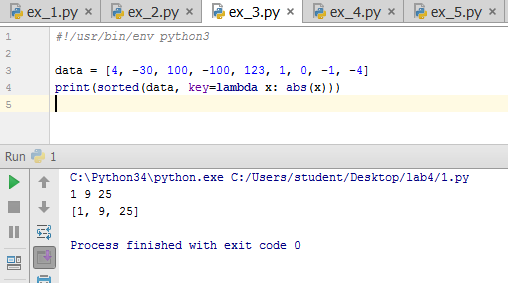 ex_1.py × ex_2.py × ex_3.py × ex_4.py × ex_5.py ×
1 #!/usr/bin/env python3
2
3 data = [4, -30, 100, -100, 123, 1, 0, -1, -4]
4 print(sorted(data, key=lambda x: abs(x)))
5
Run 1
C:\Python34\python.exe C:/Users/student/Desktop/lab4/1.py
1 9 25
[1, 9, 25]
Process finished with exit code 0